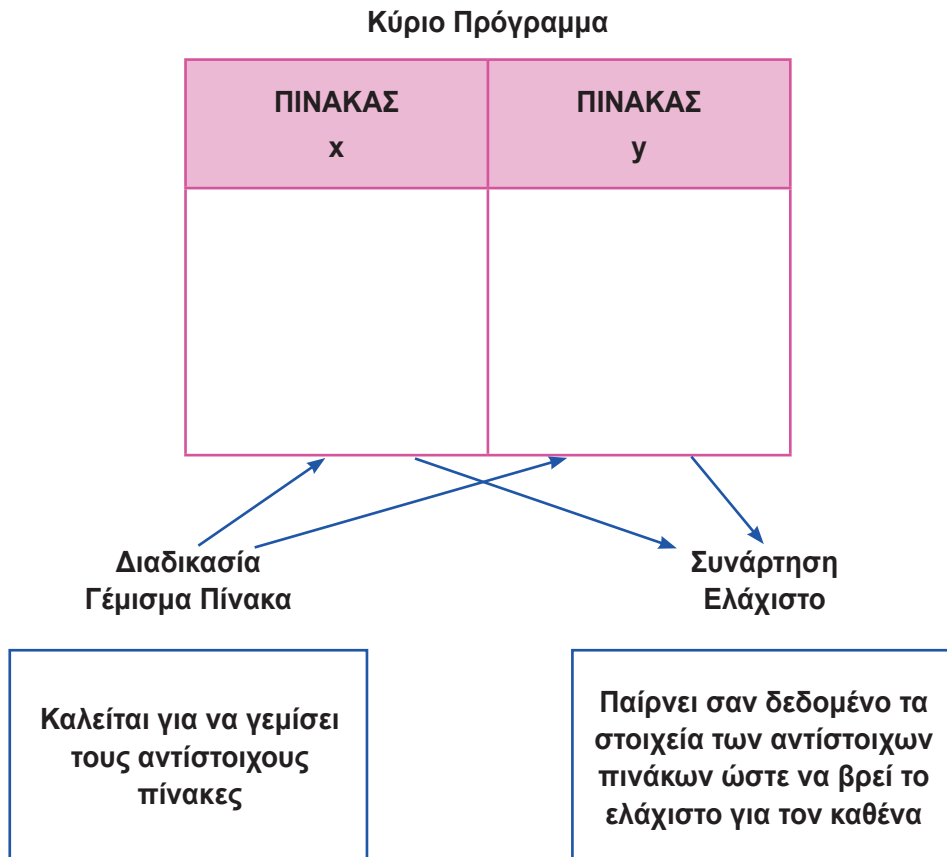 Κύριο Πρόγραμμα
ΠΙΝΑΚΑΣ
x
ΠΙΝΑΚΑΣ
y
Διαδικασία
Γέμισμα Πίνακα
Συνάρτηση
Ελάχιστο
Καλείται για να γεμίσει
τους αντίστοιχους
πίνακες
Παίρνει σαν δεδομένο τα
στοιχεία των αντίστοιχων
πινάκων ώστε να βρεί το
ελάχιστο για τον καθένα